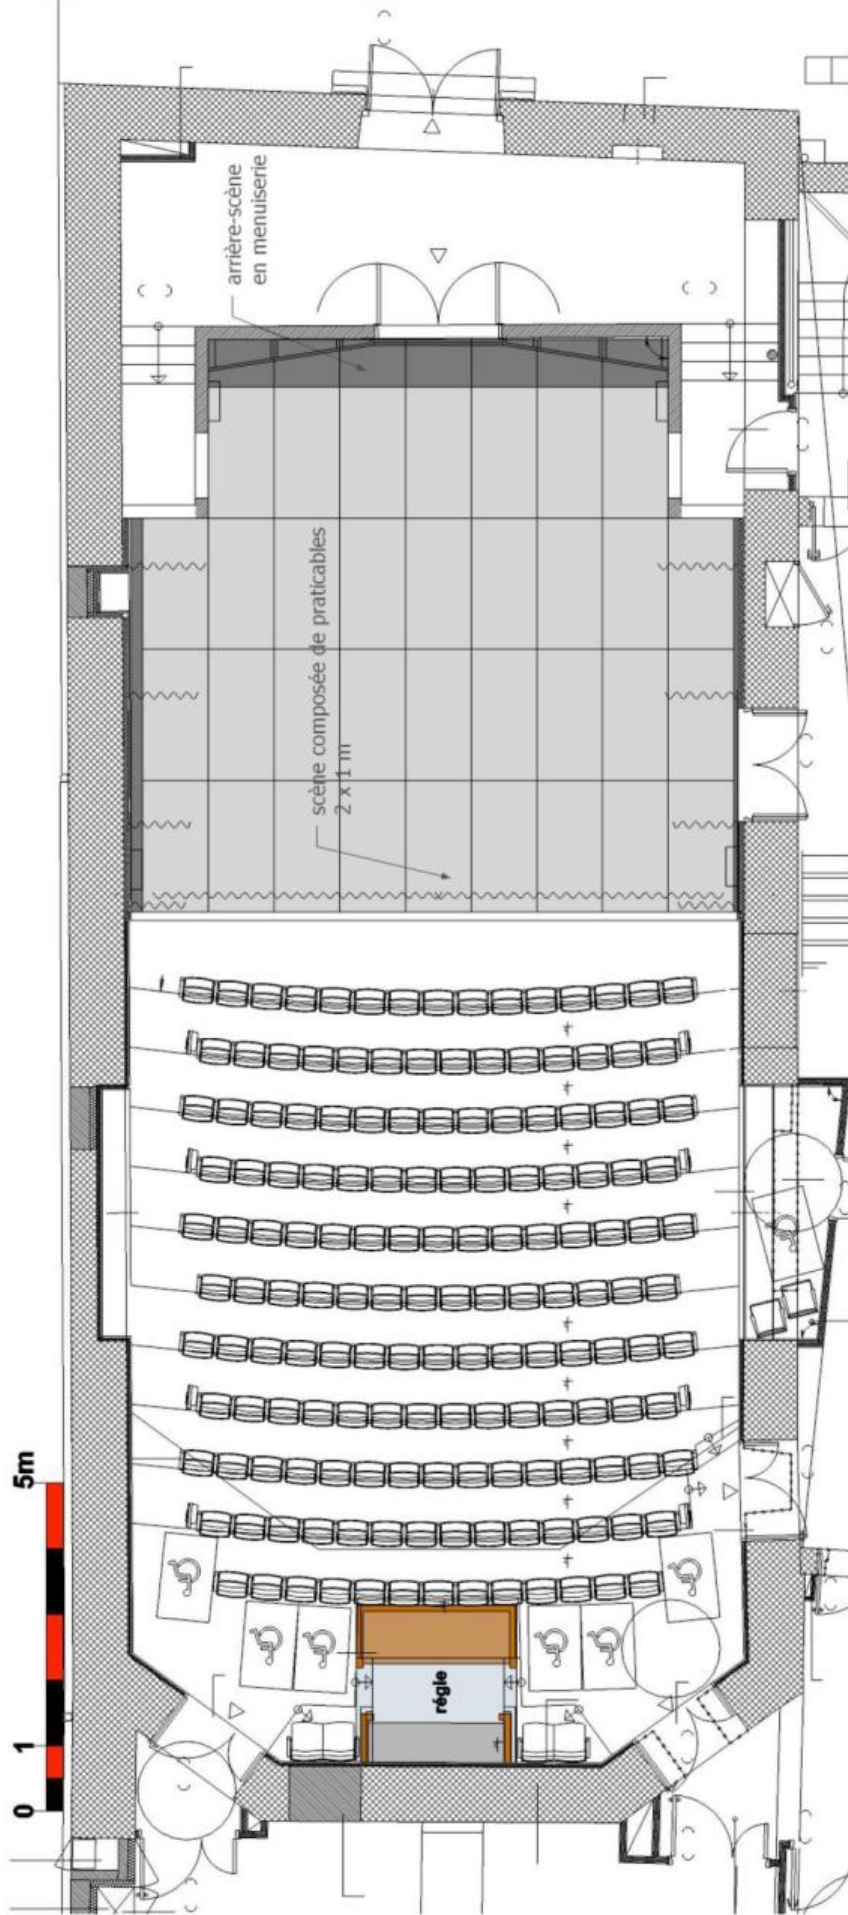 arrière-scène
en menuiserie
scène composée de praticables
2 x 1 m
régie
0
1
5m